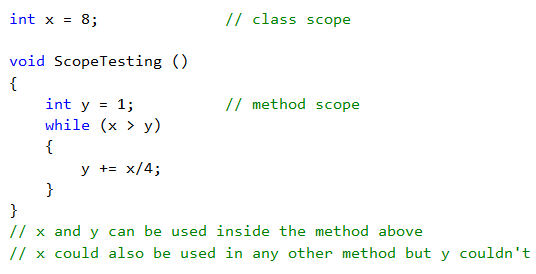 int x = 8; // class scope
void ScopeTesting ()
{
int y = 1; // method scope
while (x > y)
{
y += x/4;
}
}
// x and y can be used inside the method above
// x could also be used in any other method but y couldn't